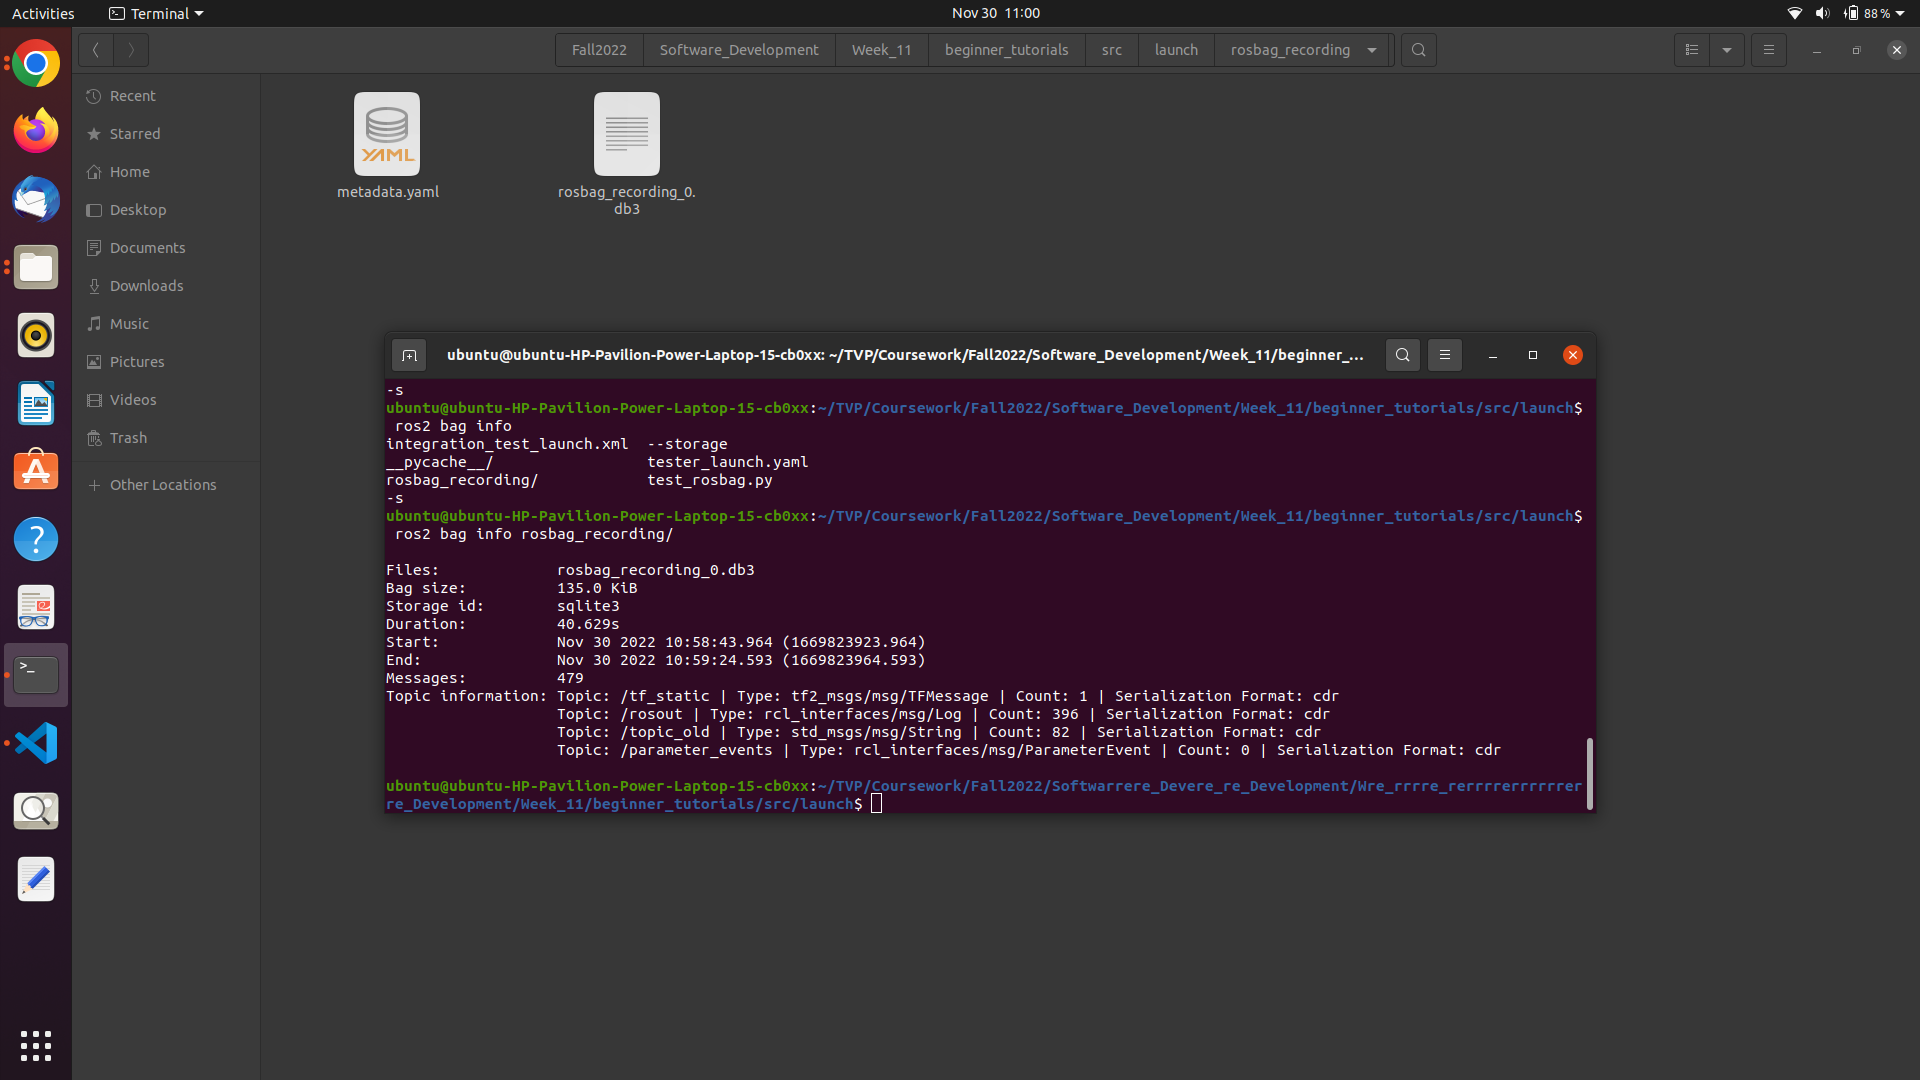 Activities
Terminal
Nov 30 11:00
88 %
Fall2022
Software_Development
Week_11
beginner_tutorials
src
launch
rosbag_recording
Recent
Starred
Home
Desktop
Documents
Downloads
Music
Pictures
Videos
Trash
Other Locations
YAML
metadata.yaml
rosbag_recording_0.
db3
ubuntu@ubuntu-HP-Pavilion-Power-Laptop-15-cb0xx: ~/TVP/Coursework/Fall2022/Software_Development/Week_11/beginner_...
-s
ubuntu@ubuntu-HP-Pavilion-Power-Laptop-15-cb0xx:~/TVP/Coursework/Fall2022/Software_Development/Week_11/beginner_tutorials/src/launch$
ros2 bag info
integration_test_launch.xml  --storage
__pycache__/                 tester_launch.yaml
rosbag_recording/            test_rosbag.py
-s
ubuntu@ubuntu-HP-Pavilion-Power-Laptop-15-cb0xx:~/TVP/Coursework/Fall2022/Software_Development/Week_11/beginner_tutorials/src/launch$
ros2 bag info rosbag_recording/
Files:             rosbag_recording_0.db3
Bag size:          135.0 KiB
Storage id:        sqlite3
Duration:          40.629s
Start:             Nov 30 2022 10:58:43.964 (1669823923.964)
End:               Nov 30 2022 10:59:24.593 (1669823964.593)
Messages:          479
Topic information: Topic: /tf_static | Type: tf2_msgs/msg/TFMessage | Count: 1 | Serialization Format: cdr
Topic: /rosout | Type: rcl_interfaces/msg/Log | Count: 396 | Serialization Format: cdr
Topic: /topic_old | Type: std_msgs/msg/String | Count: 82 | Serialization Format: cdr
Topic: /parameter_events | Type: rcl_interfaces/msg/ParameterEvent | Count: 0 | Serialization Format: cdr
ubuntu@ubuntu-HP-Pavilion-Power-Laptop-15-cb0xx:~/TVP/Coursework/Fall2022/Softwarrere_Devere_re_Development/Wre_rrrre_rerrrrerrrrrrer
re_Development/Week_11/beginner_tutorials/src/launch$